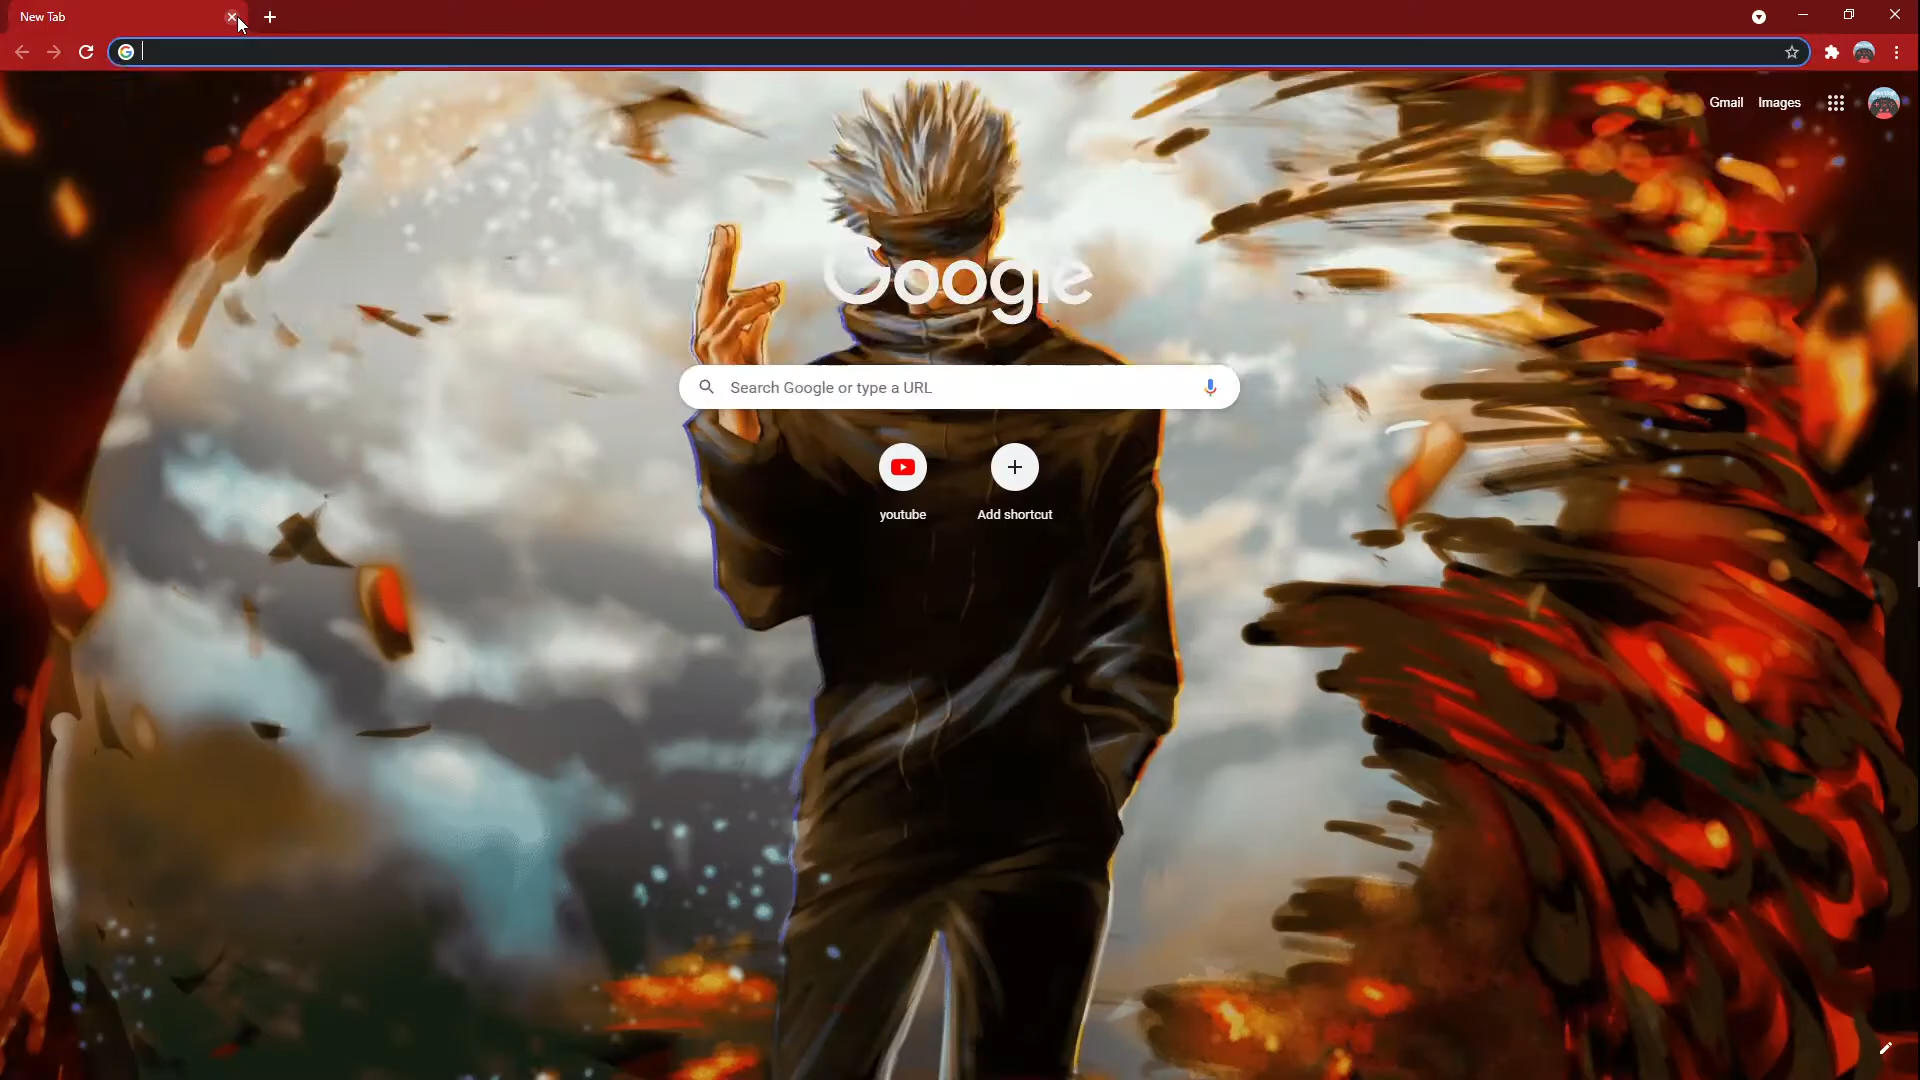 New Tab
Gmail Images
Google
Search Google or type a URL
youtube
Add shortcut